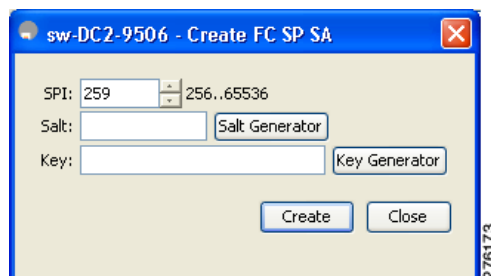 sw-DC2-9506 - Create FC SP SA
SPI: 259 256..65536
Salt: Salt Generator
Key: Key Generator
Create Close
276173